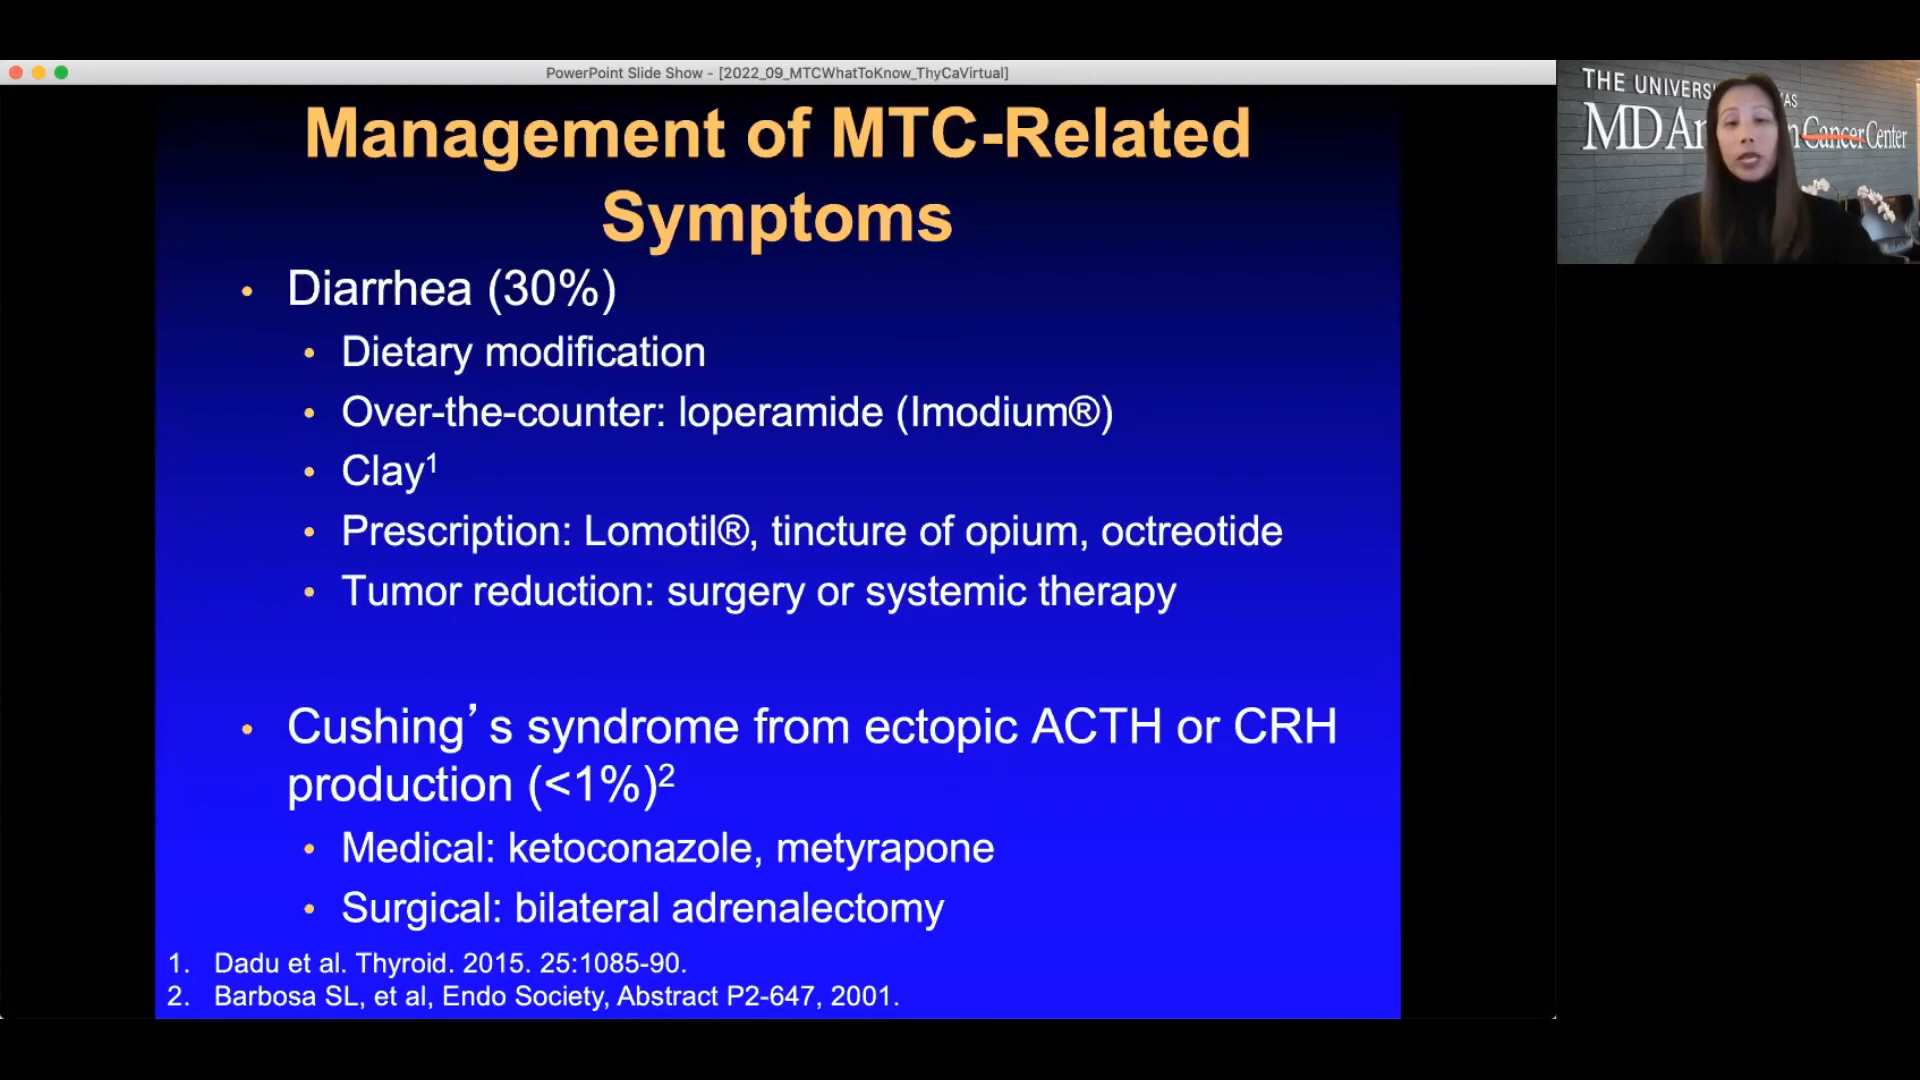 PowerPoint Slide Show - [2022_09_MTCWhatToKnow_ThyCaVirtual]
Management of MTC-Related
Symptoms
• Diarrhea (30%)
• Dietary modification
• Over-the-counter: loperamide (Imodium®)
• Clay¹
• Prescription: Lomotil®, tincture of opium, octreotide
• Tumor reduction: surgery or systemic therapy
• Cushing’s syndrome from ectopic ACTH or CRH
production (<1%)²
• Medical: ketoconazole, metyrapone
• Surgical: bilateral adrenalectomy
1. Dadu et al. Thyroid. 2015. 25:1085-90.
2. Barbosa SL, et al, Endo Society, Abstract P2-647, 2001.
THE
MD Cancer Center